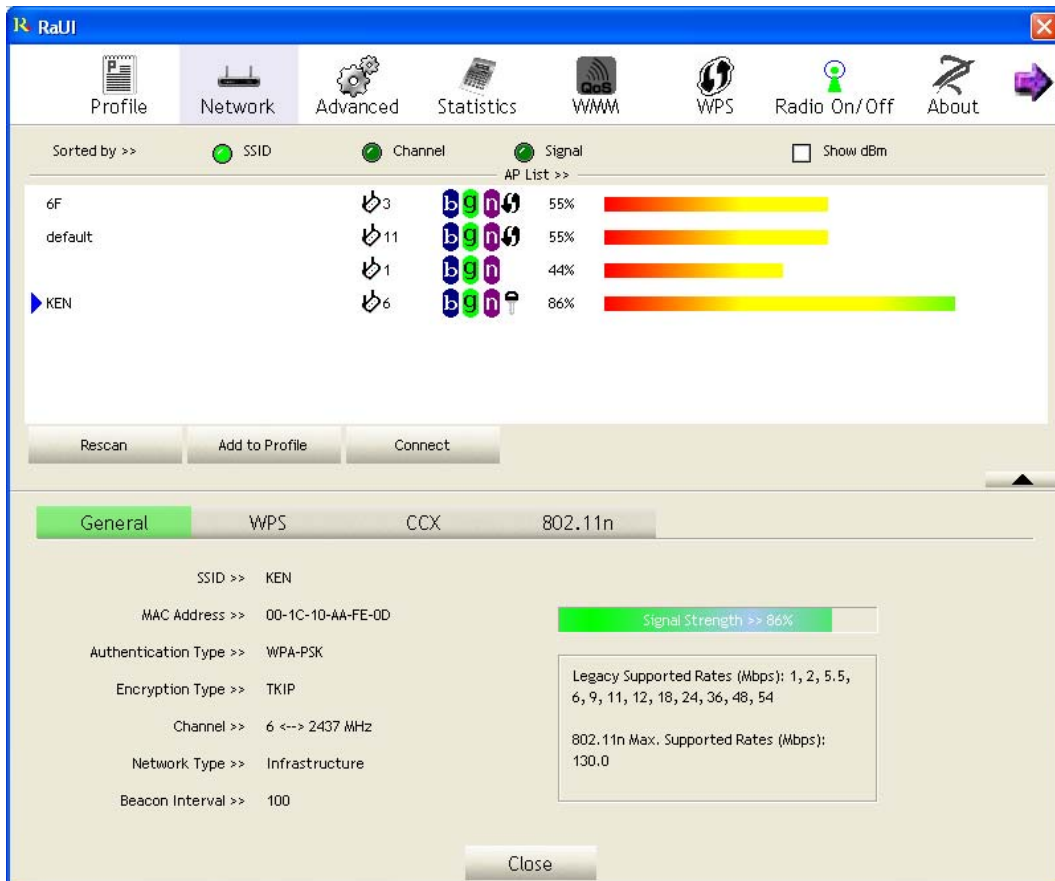 RaUI
Profile Network Advanced Statistics QoS WMM WPS Radio On/Off About
Sorted by >> SSID Channel Signal Show dBm
AP List >>
6F 3 b g n 55%
default 11 b g n 55%
1 b g n 44%
KEN 6 b g n 86%
Rescan Add to Profile Connect
General WPS CCX 802.11n
SSID >> KEN
MAC Address >> 00-1C-10-AA-FE-0D
Authentication Type >> WPA-PSK
Encryption Type >> TKIP
Channel >> 6 <--> 2437 MHz
Network Type >> Infrastructure
Beacon Interval >> 100
Signal Strength >> 86%
Legacy Supported Rates (Mbps): 1, 2, 5.5,
6, 9, 11, 12, 18, 24, 36, 48, 54
802.11n Max. Supported Rates (Mbps):
130.0
Close